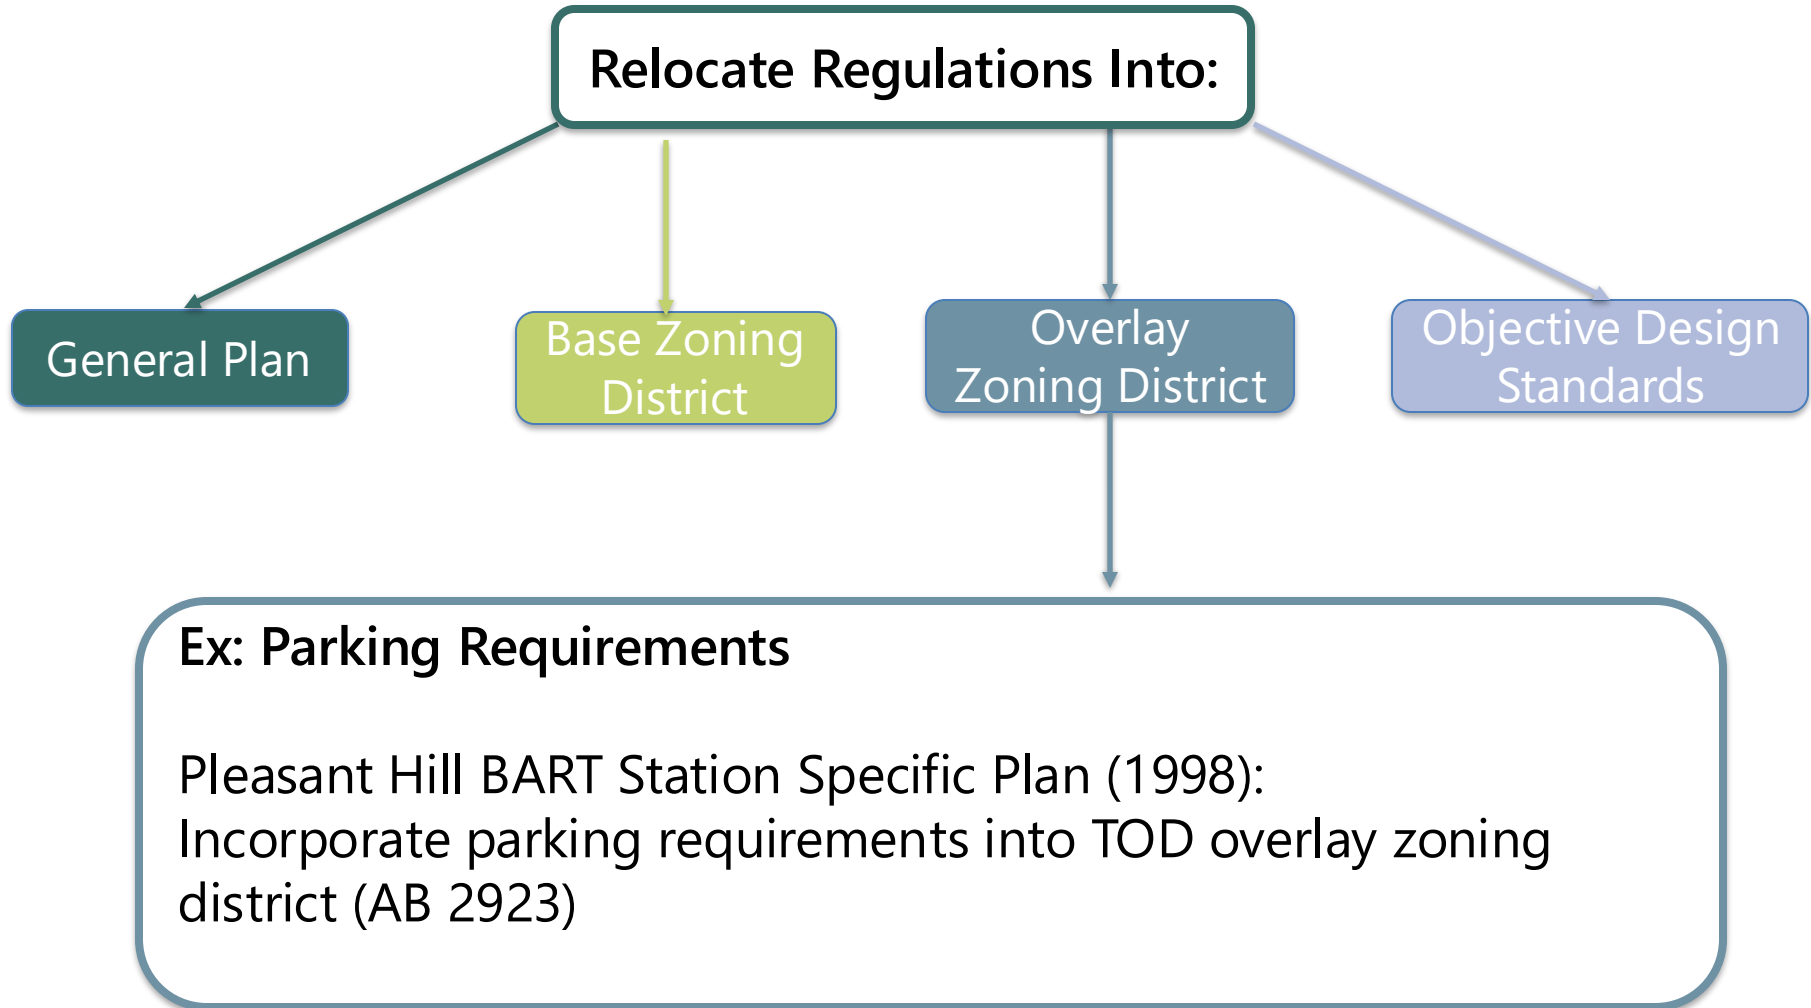 Relocate Regulations Into:
General Plan
Base Zoning
District
Overlay
Zoning District
Objective Design
Standards
Ex: Parking Requirements
Pleasant Hill BART Station Specific Plan (1998):
Incorporate parking requirements into TOD overlay zoning
district (AB 2923)